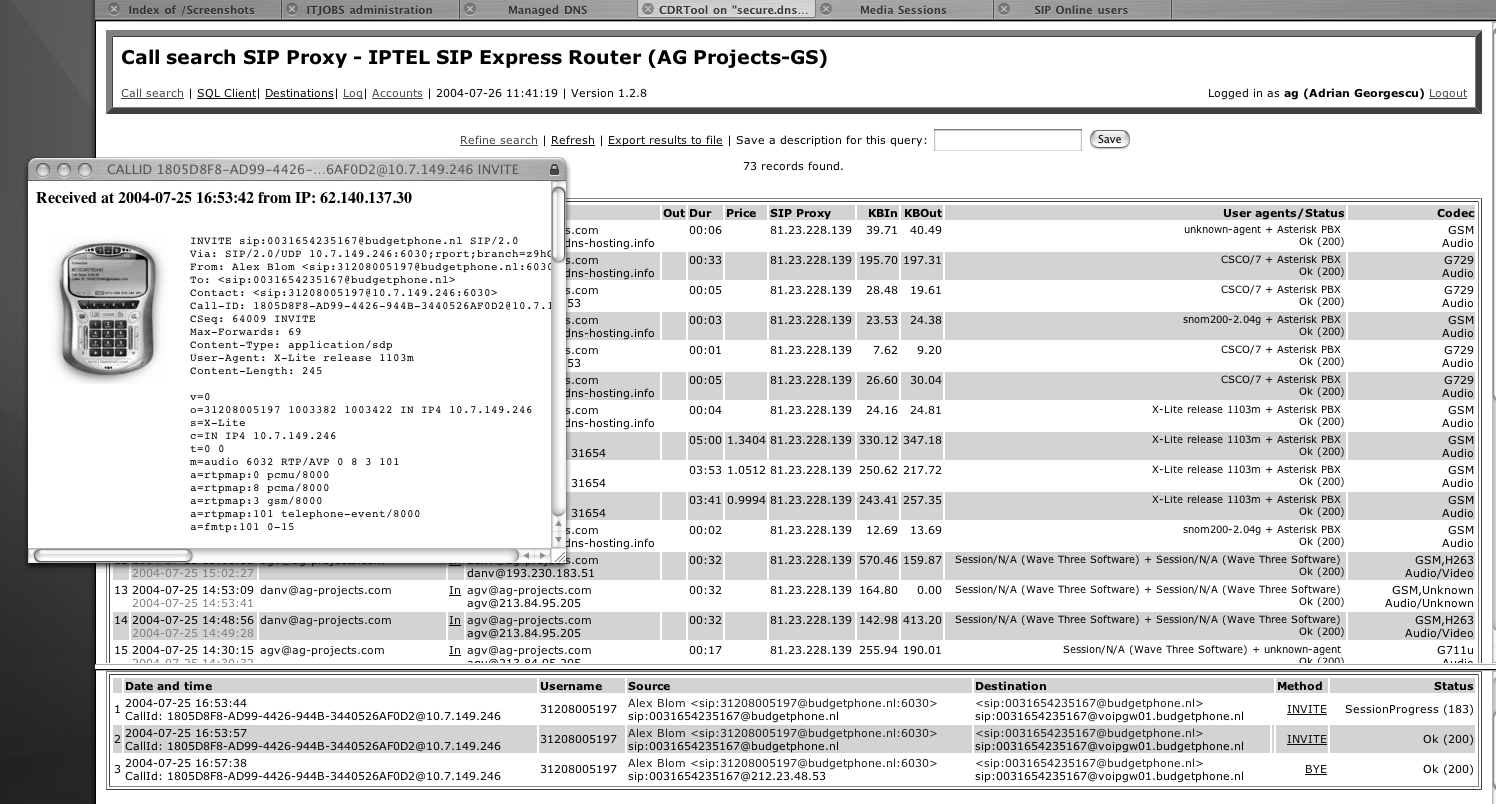 Index of /Screenshots
ITJOBS administration
Managed DNS
CDRTool on "secure.dns...
Media Sessions
SIP Online users
Call search SIP Proxy - IPTEL SIP Express Router (AG Projects-GS)
Call search | SQL Client| Destinations| Log| Accounts | 2004-07-26 11:41:19 | Version 1.2.8
Logged in as ag (Adrian Georgescu) Logout
Refine search | Refresh | Export results to file | Save a description for this query: Save
73 records found.
CALLID 1805D8F8-AD99-4426-...6AF0D2@10.7.149.246 INVITE
Received at 2004-07-25 16:53:42 from IP: 62.140.137.30
INVITE sip:0031654235167@budgetphone.nl SIP/2.0
Via: SIP/2.0/UDP 10.7.149.246:6030;rport;branch=z9hG
From: Alex Blom <sip:31208005197@budgetphone.nl:6030
To: <sip:0031654235167@budgetphone.nl>
Contact: <sip:31208005197@10.7.149.246:6030>
Call-ID: 1805D8F8-AD99-4426-944B-3440526AF0D2@10.7.1
CSeq: 64009 INVITE
Max-Forwards: 69
Content-Type: application/sdp
User-Agent: X-Lite release 1103m
Content-Length: 245
v=0
o=31208005197 1003382 1003422 IN IP4 10.7.149.246
s=X-Lite
c=IN IP4 10.7.149.246
t=0 0
m=audio 6032 RTP/AVP 0 8 3 101
a=rtpmap:0 pcmu/8000
a=rtpmap:8 pcma/8000
a=rtpmap:3 gsm/8000
a=rtpmap:101 telephone-event/8000
a=fmtp:101 0-15
Out Dur Price SIP Proxy KBIn KBOut User agents/Status Codec
s.com 00:06 81.23.228.139 39.71 40.49 unknown-agent + Asterisk PBX GSM
dns-hosting.info Ok (200) Audio
s.com 00:33 81.23.228.139 195.70 197.31 CSCO/7 + Asterisk PBX G729
dns-hosting.info Ok (200) Audio
s.com 00:05 81.23.228.139 28.48 19.61 CSCO/7 + Asterisk PBX G729
53 Ok (200) Audio
s.com 00:03 81.23.228.139 23.53 24.38 snom200-2.04g + Asterisk PBX GSM
dns-hosting.info Ok (200) Audio
s.com 00:01 81.23.228.139 7.62 9.20 CSCO/7 + Asterisk PBX G729
53 Ok (200) Audio
s.com 00:05 81.23.228.139 26.60 30.04 CSCO/7 + Asterisk PBX G729
dns-hosting.info Ok (200) Audio
s.com 00:04 81.23.228.139 24.16 24.81 X-Lite release 1103m + Asterisk PBX GSM
dns-hosting.info Ok (200) Audio
05:00 1.3404 81.23.228.139 330.12 347.18 X-Lite release 1103m + Asterisk PBX GSM
31654 Ok (200) Audio
03:53 1.0512 81.23.228.139 250.62 217.72 X-Lite release 1103m + Asterisk PBX GSM
31654 Ok (200) Audio
03:41 0.9994 81.23.228.139 243.41 257.35 X-Lite release 1103m + Asterisk PBX GSM
31654 Ok (200) Audio
s.com 00:02 81.23.228.139 12.69 13.69 snom200-2.04g + Asterisk PBX GSM
dns-hosting.info Ok (200) Audio
00:32 81.23.228.139 570.46 159.87 Session/N/A (Wave Three Software) + Session/N/A (Wave Three Software) GSM,H263
2004-07-25 15:02:27 danv@193.230.183.51 Ok (200) Audio/Video
13 2004-07-25 14:53:09 danv@ag-projects.com In agv@ag-projects.com 00:32 81.23.228.139 164.80 0.00 Session/N/A (Wave Three Software) + Session/N/A (Wave Three Software) GSM,Unknown
2004-07-25 14:53:41 agv@213.84.95.205 Ok (200) Audio/Unknown
14 2004-07-25 14:48:56 danv@ag-projects.com In agv@ag-projects.com 00:32 81.23.228.139 142.98 413.20 Session/N/A (Wave Three Software) + Session/N/A (Wave Three Software) GSM,H263
2004-07-25 14:49:28 agv@213.84.95.205 Ok (200) Audio/Video
15 2004-07-25 14:30:15 agv@ag-projects.com In agv@ag-projects.com 00:17 81.23.228.139 255.94 190.01 Session/N/A (Wave Three Software) + unknown-agent G711u
Ok (200)
Date and time Username Source Destination Method Status
1 2004-07-25 16:53:44 31208005197 Alex Blom <sip:31208005197@budgetphone.nl:6030> <sip:0031654235167@budgetphone.nl> INVITE SessionProgress (183)
CallId: 1805D8F8-AD99-4426-944B-3440526AF0D2@10.7.149.246 sip:0031654235167@budgetphone.nl sip:0031654235167@voipgw01.budgetphone.nl
2 2004-07-25 16:53:57 31208005197 Alex Blom <sip:31208005197@budgetphone.nl:6030> <sip:0031654235167@budgetphone.nl> INVITE Ok (200)
CallId: 1805D8F8-AD99-4426-944B-3440526AF0D2@10.7.149.246 sip:0031654235167@budgetphone.nl sip:0031654235167@voipgw01.budgetphone.nl
3 2004-07-25 16:57:38 31208005197 Alex Blom <sip:31208005197@budgetphone.nl:6030> <sip:0031654235167@budgetphone.nl> BYE Ok (200)
CallId: 1805D8F8-AD99-4426-944B-3440526AF0D2@10.7.149.246 sip:0031654235167@212.23.48.53 sip:0031654235167@voipgw01.budgetphone.nl